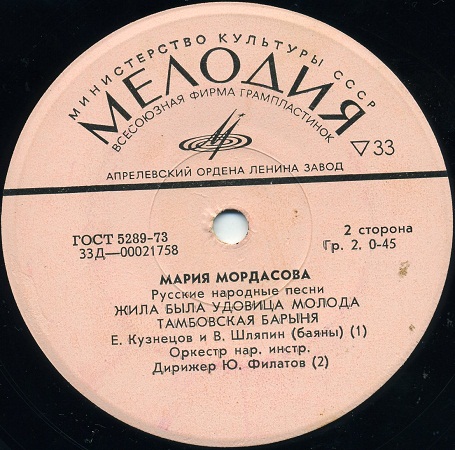 МИНИСТЕРСТВО КУЛЬТУРЫ СССР
МЕЛОДИЯ
ВСЕСОЮЗНАЯ ФИРМА ГРАМПЛАСТИНОК
▽33
АПРЕЛЕВСКИЙ ОРДЕНА ЛЕНИНА ЗАВОД
ГОСТ 5289-73
33Д—00021758
2 сторона
Гр. 2. 0-45
МАРИЯ МОРДАСОВА
Русские народные песни
ЖИЛА БЫЛА УДОВИЦА МОЛОДА
ТАМБОВСКАЯ БАРЫНЯ
Е. Кузнецов и В. Шляпин (баяны) (1)
Оркестр нар. инстр.
Дирижер Ю. Филатов (2)